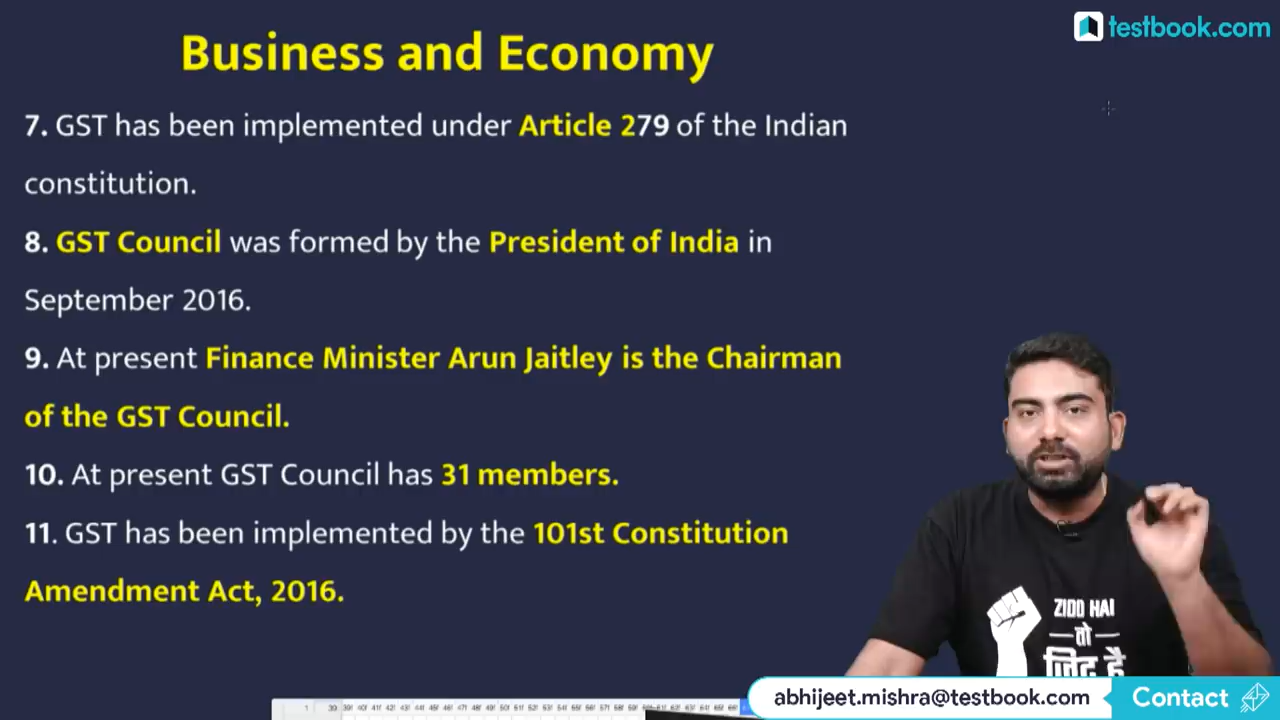 testbook.com
Business and Economy
7. GST has been implemented under Article 279 of the Indian
constitution.
8. GST Council was formed by the President of India in
September 2016.
9. At present Finance Minister Arun Jaitley is the Chairman
of the GST Council.
10. At present GST Council has 31 members.
11. GST has been implemented by the 101st Constitution
Amendment Act, 2016.
ZIDD HAI
तो
ज़िद है
abhijeet.mishra@testbook.com
Contact